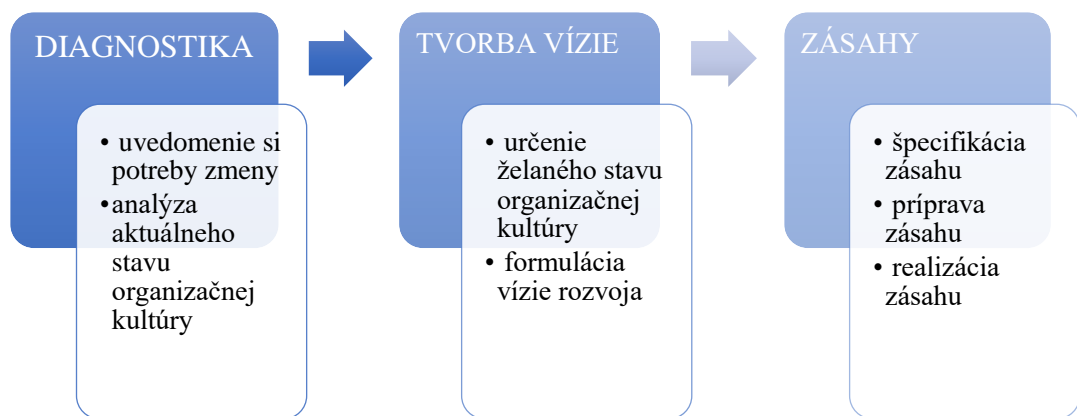 DIAGNOSTIKA
• uvedomenie si
potreby zmeny
•analýza
aktuálneho
stavu
organizačnej
kultúry
TVORBA VÍZIE
• určenie
želaného stavu
organizačnej
kultúry
• formulácia
vízie rozvoja
ZÁSAHY
• špecifikácia
zásahu
• príprava
zásahu
• realizácia
zásahu